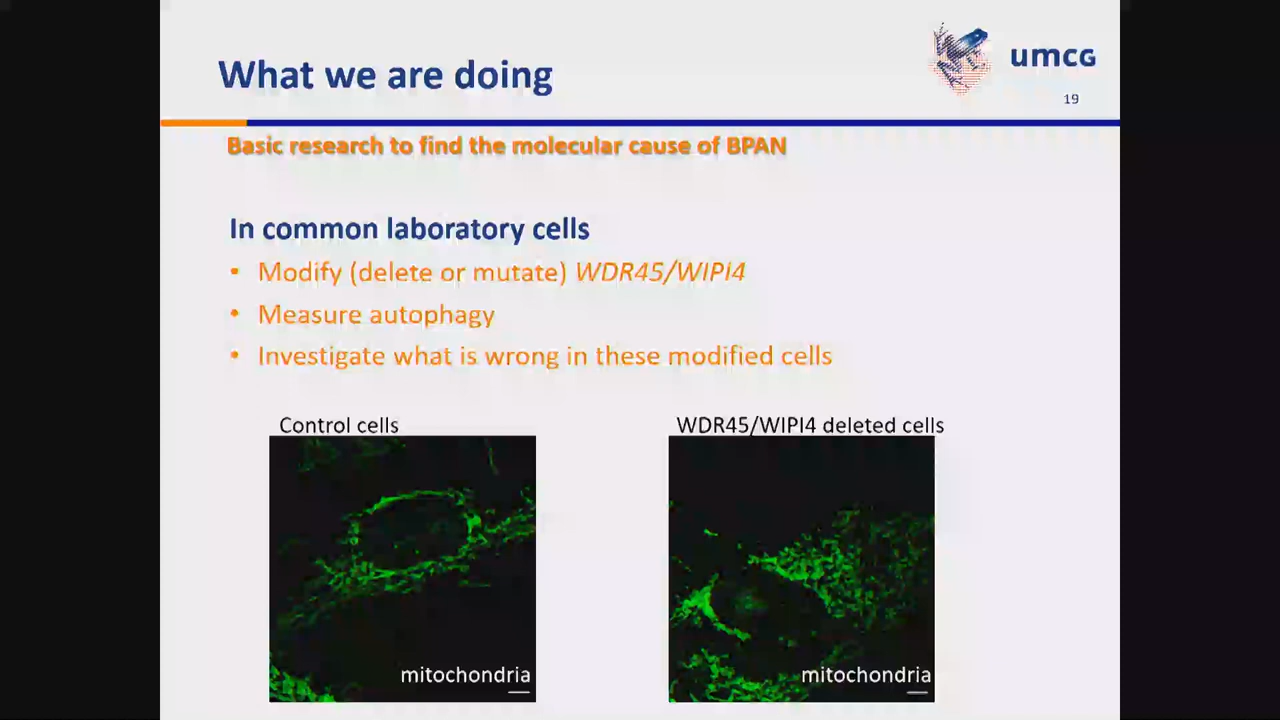 What we are doing
umcg
19
Basic research to find the molecular cause of BPAN
In common laboratory cells
• Modify (delete or mutate) WDR45/WIPI4
• Measure autophagy
• Investigate what is wrong in these modified cells
Control cells
WDR45/WIPI4 deleted cells
mitochondria
mitochondria